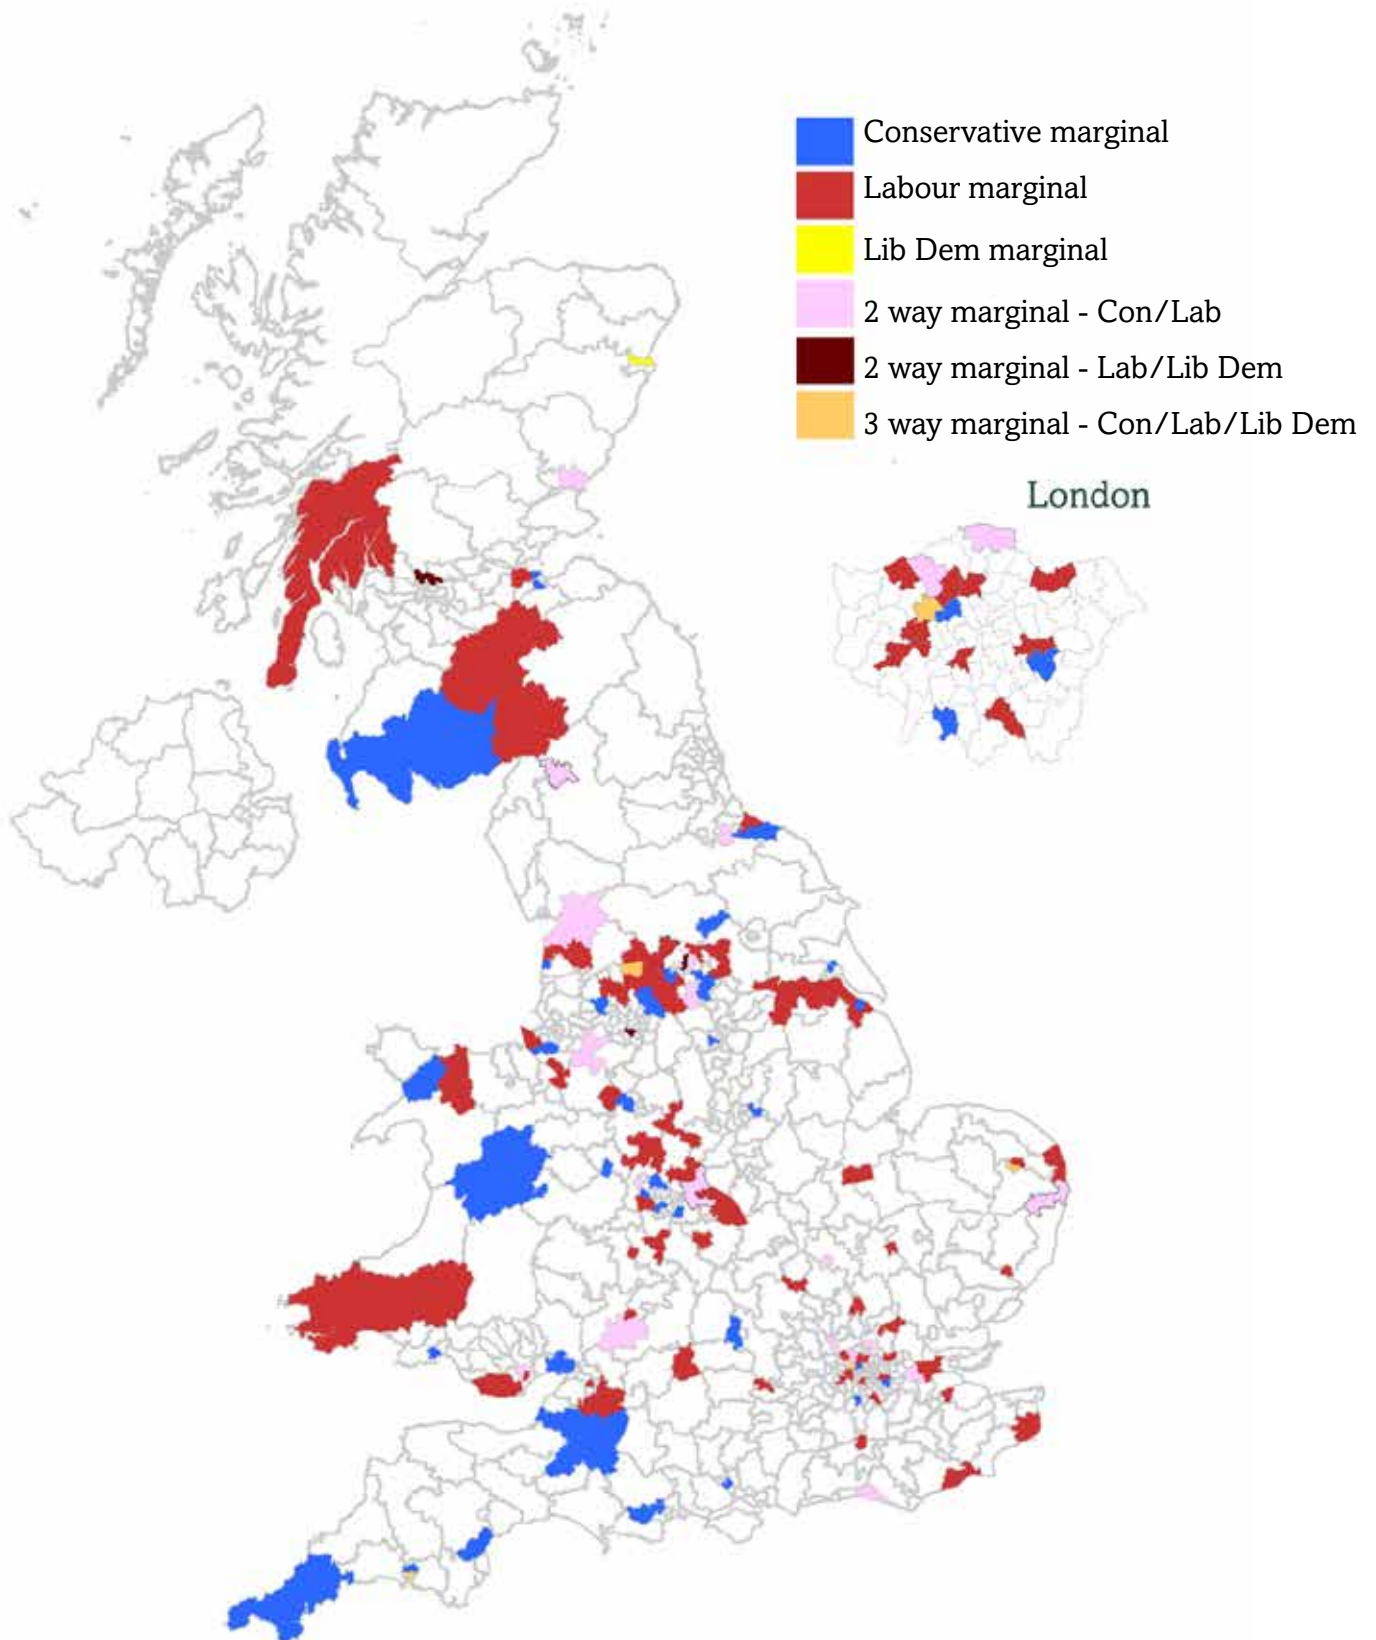 Conservative marginal
Labour marginal
Lib Dem marginal
2 way marginal - Con/Lab
2 way marginal - Lab/Lib Dem
3 way marginal - Con/Lab/Lib Dem
London